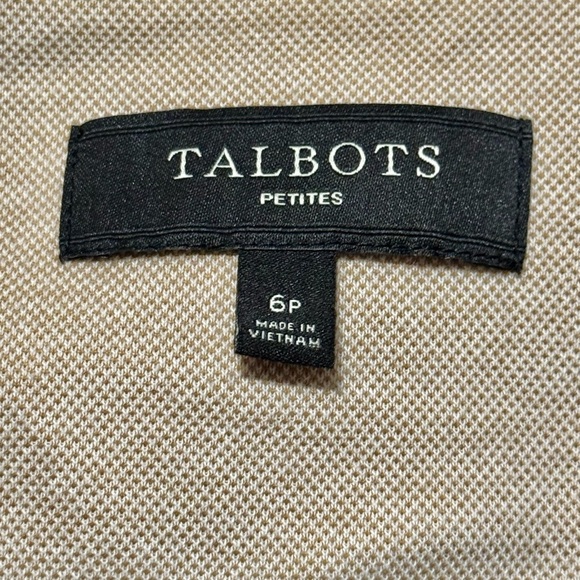 TALBOTS
PETITES
6P
MADE IN
VIETNAM